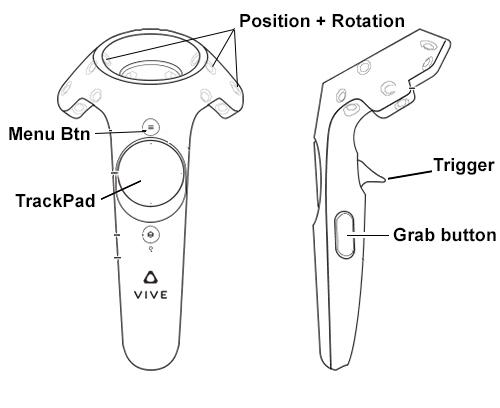 Position + Rotation
Menu Btn
TrackPad
Trigger
Grab button
VIVE